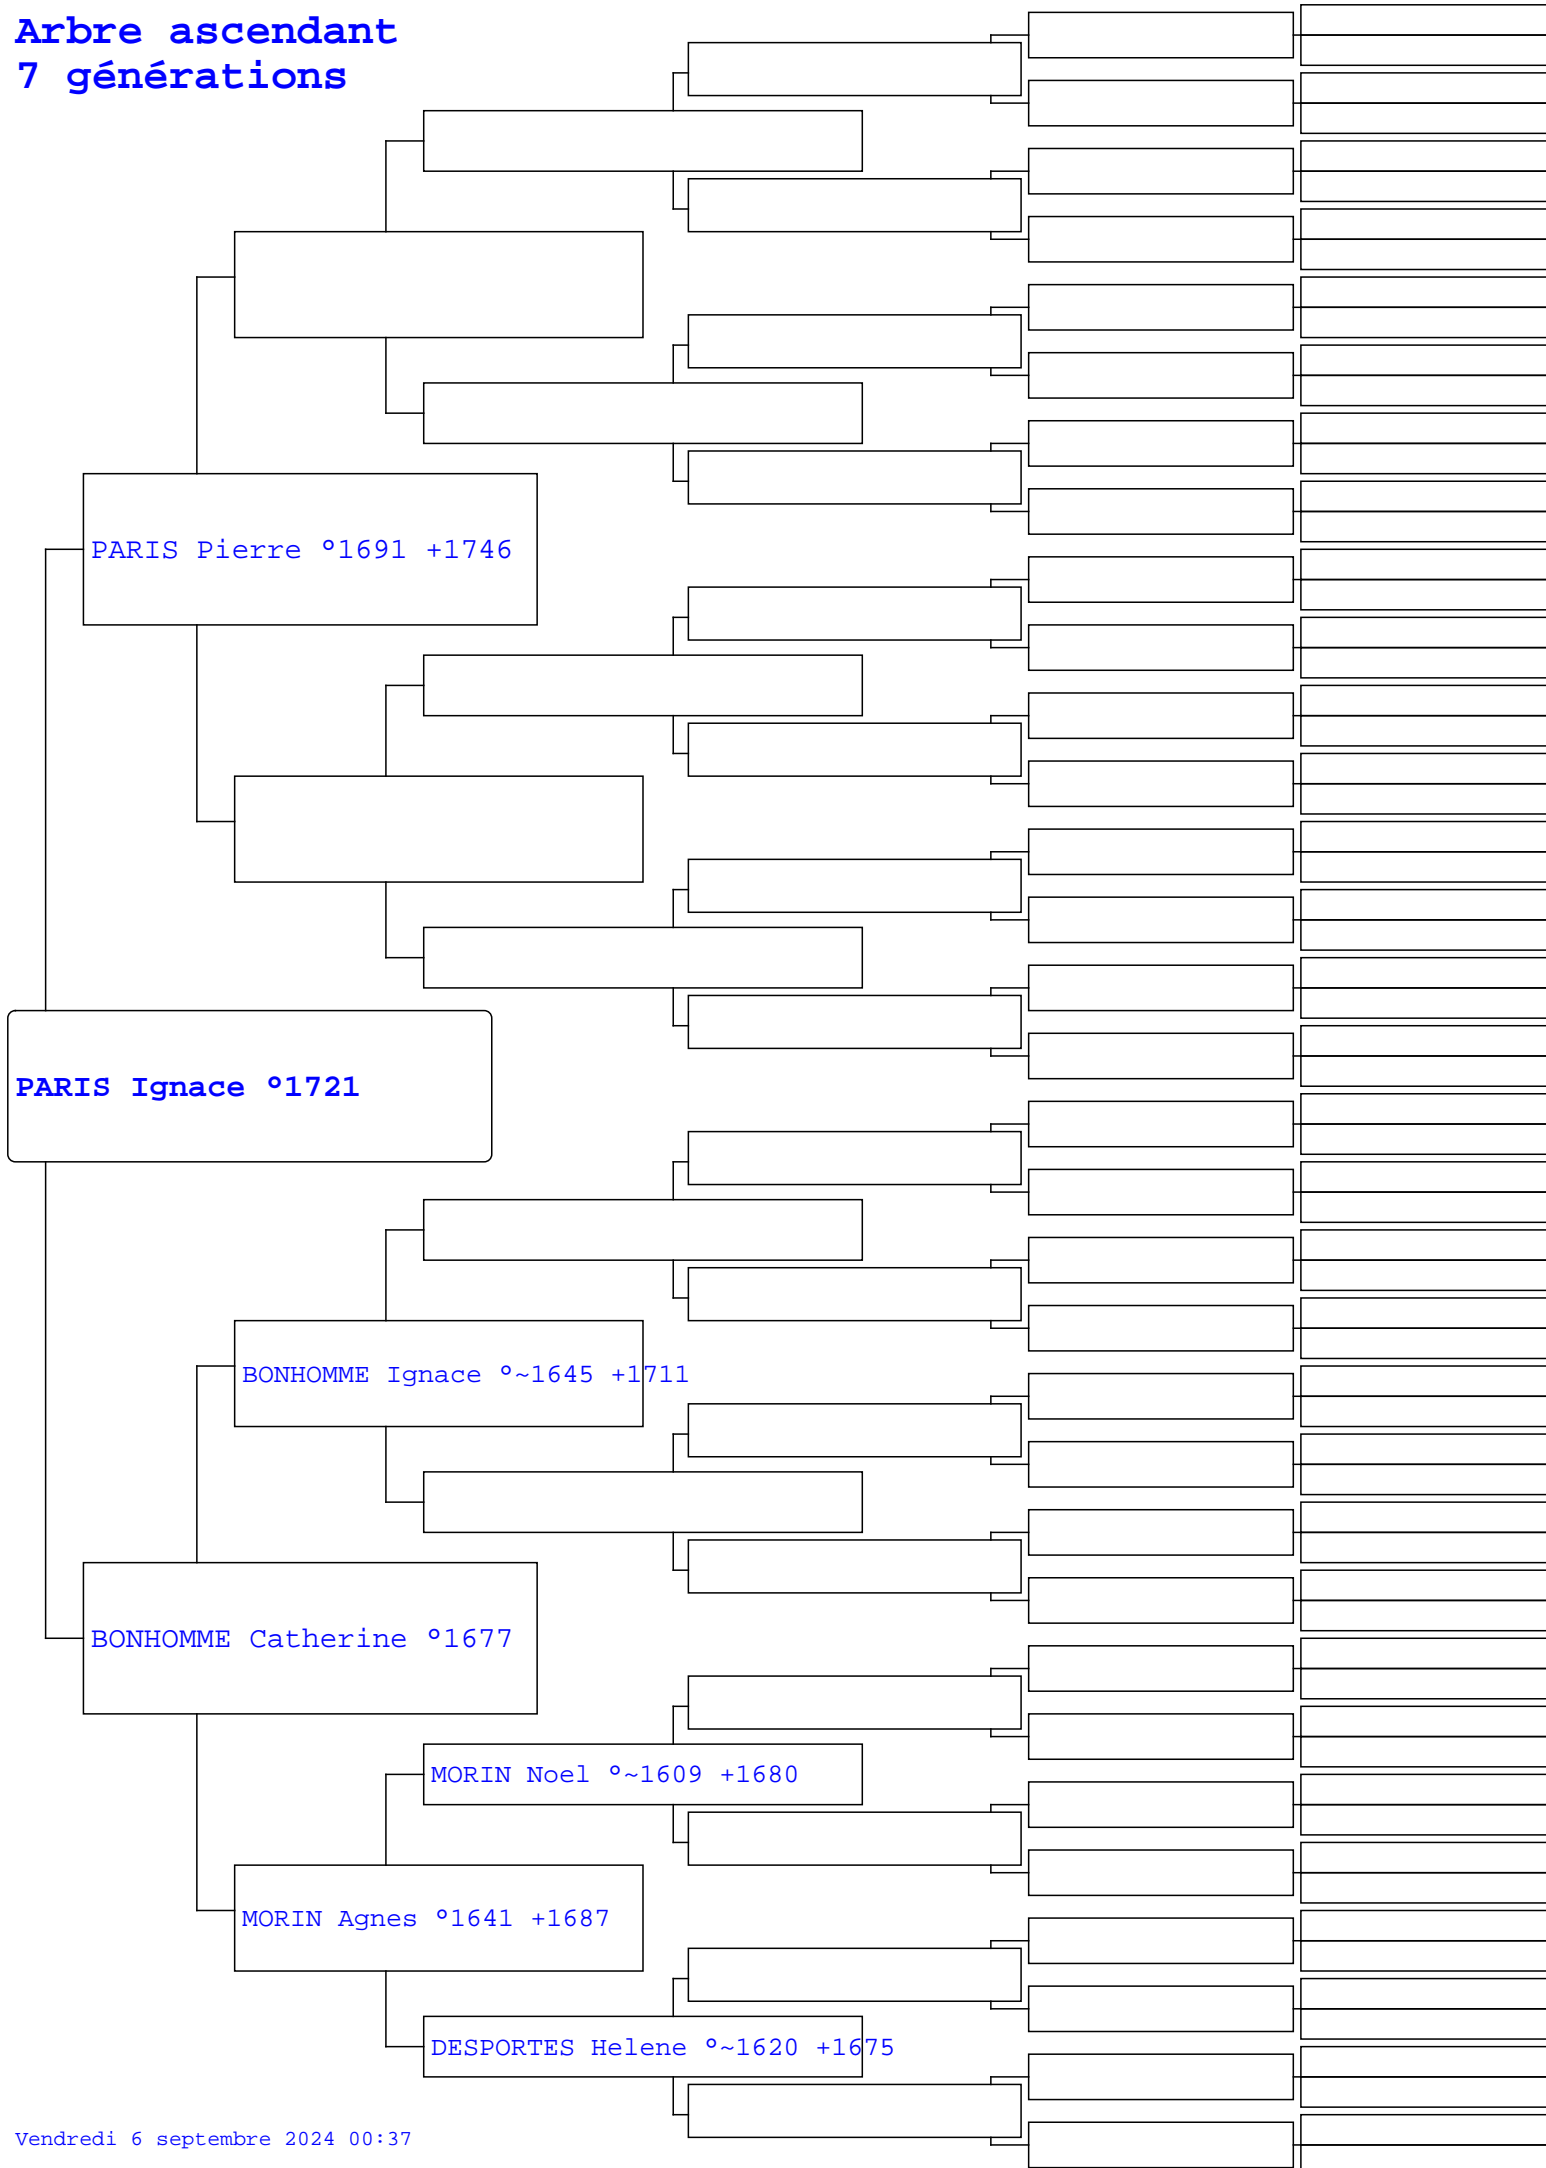 Arbre ascendant
7 générations
PARIS Pierre °1691 +1746
PARIS Ignace °1721
BONHOMME Ignace °~1645 +1711
BONHOMME Catherine °1677
MORIN Noel °~1609 +1680
MORIN Agnes °1641 +1687
DESPORTES Helene °~1620 +1675
Vendredi 6 septembre 2024 00:37